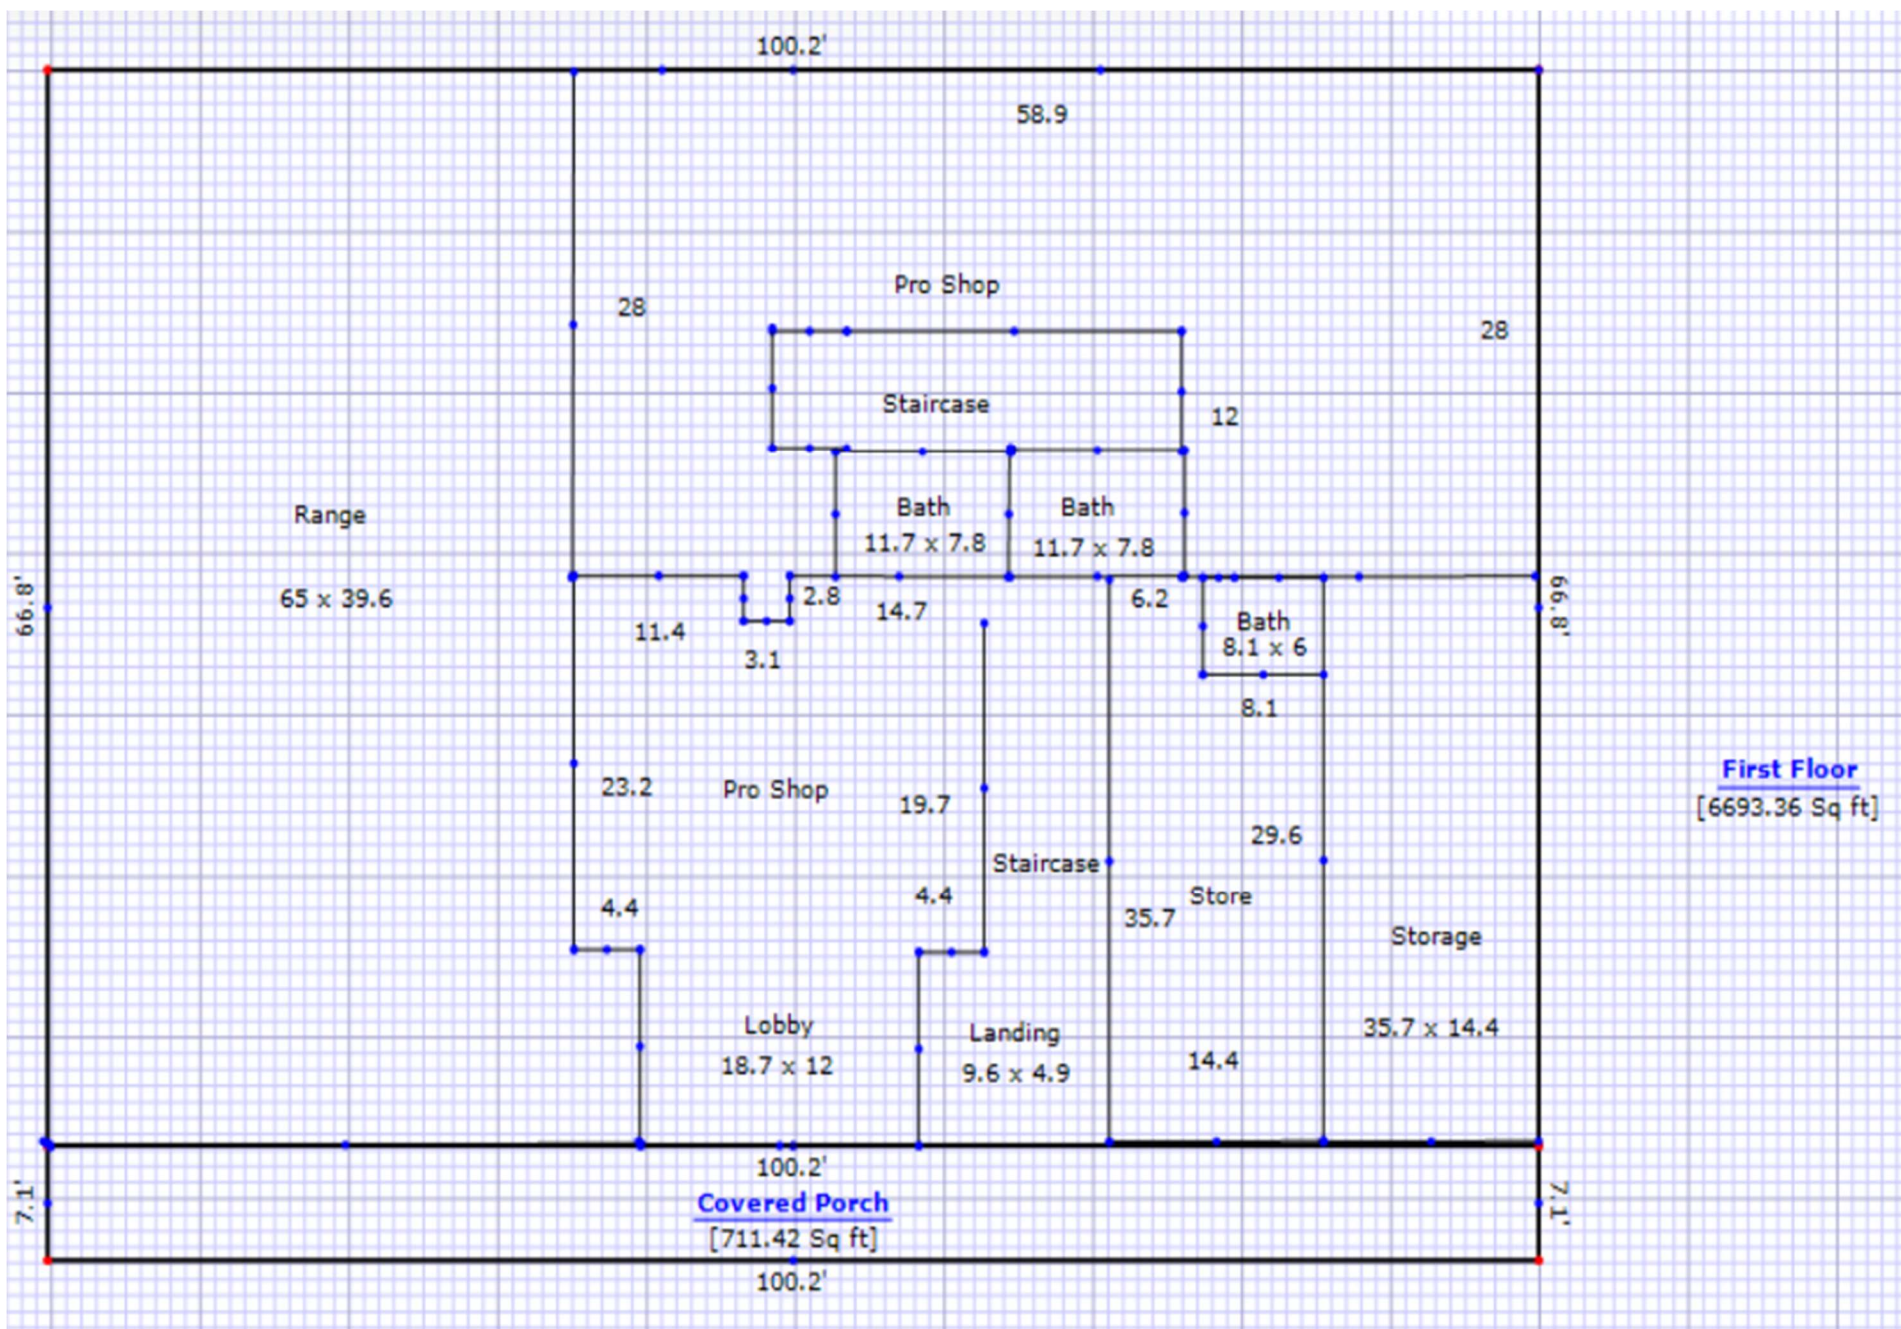 100.2'
58.9
Pro Shop
28
28
Staircase
12
Range
65 x 39.6
Bath
11.7 x 7.8
Bath
11.7 x 7.8
66.8'
66.8'
2.8
14.7
6.2
11.4
3.1
Bath
8.1 x 6
8.1
23.2
Pro Shop
19.7
First Floor
[6693.36 Sq ft]
29.6
Staircase
4.4
4.4
Store
35.7
Storage
Lobby
18.7 x 12
Landing
9.6 x 4.9
35.7 x 14.4
14.4
100.2'
7.1'
Covered Porch
[711.42 Sq ft]
7.1'
100.2'